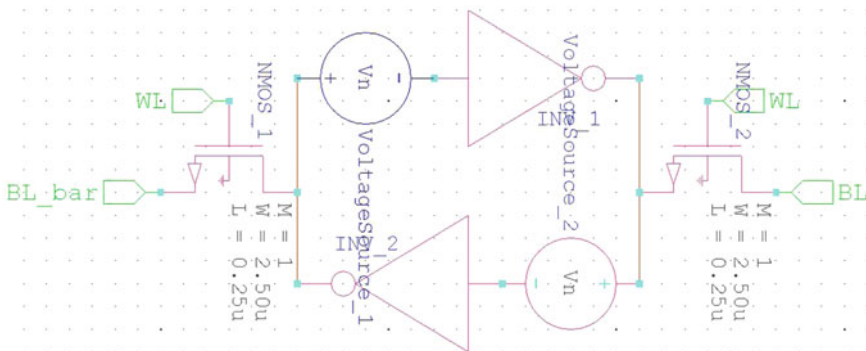 WL
NMOS_1
Vn
+
-
INV_1
VoltageSource_1
VoltageSource_2
NMOS_2
WL
BL_bar
BL
M = 1
W = 2.50u
L = 0.25u
INV_2
-
Vn
+
M = 1
W = 2.50u
L = 0.25u